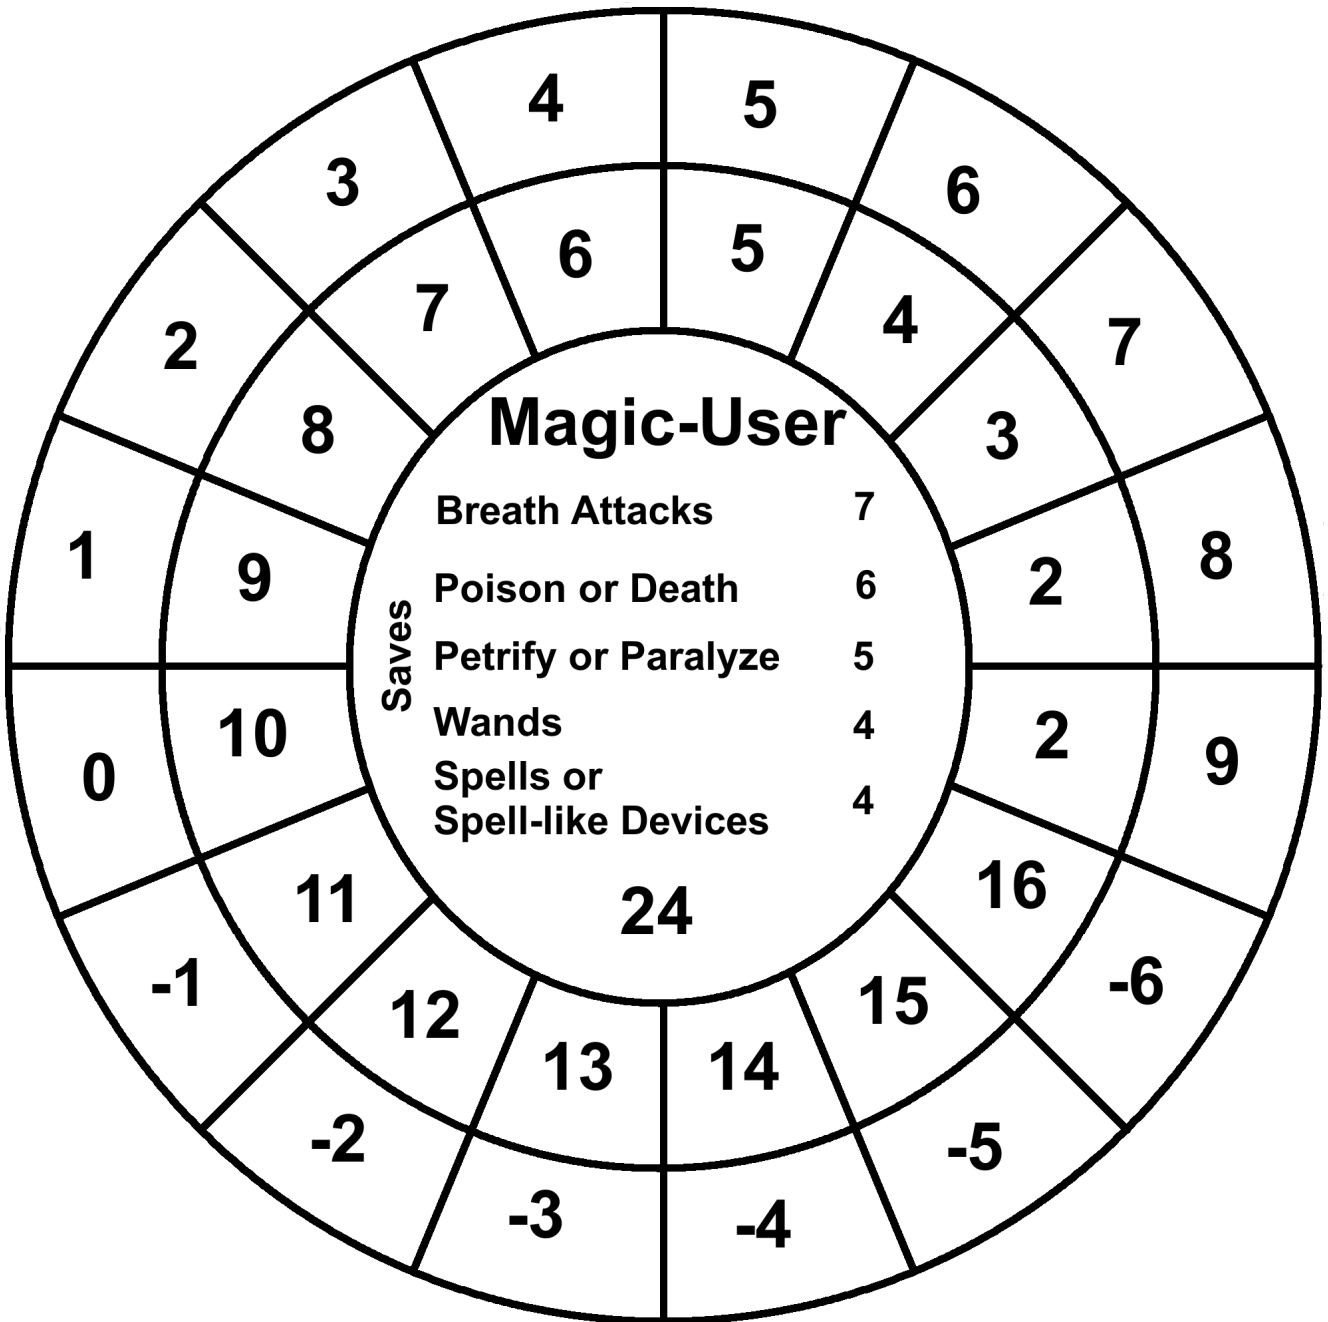 4 5
3 6
6 5
7 4
2 7
8 3
Magic-User
Breath Attacks 7
1 8
9 2
Saves
Poison or Death 6
Petrify or Paralyze 5
Wands 4
10 2
0 9
Spells or
Spell-like Devices 4
11 24 16
-1 -6
12 15
13 14
-2 -5
-3 -4